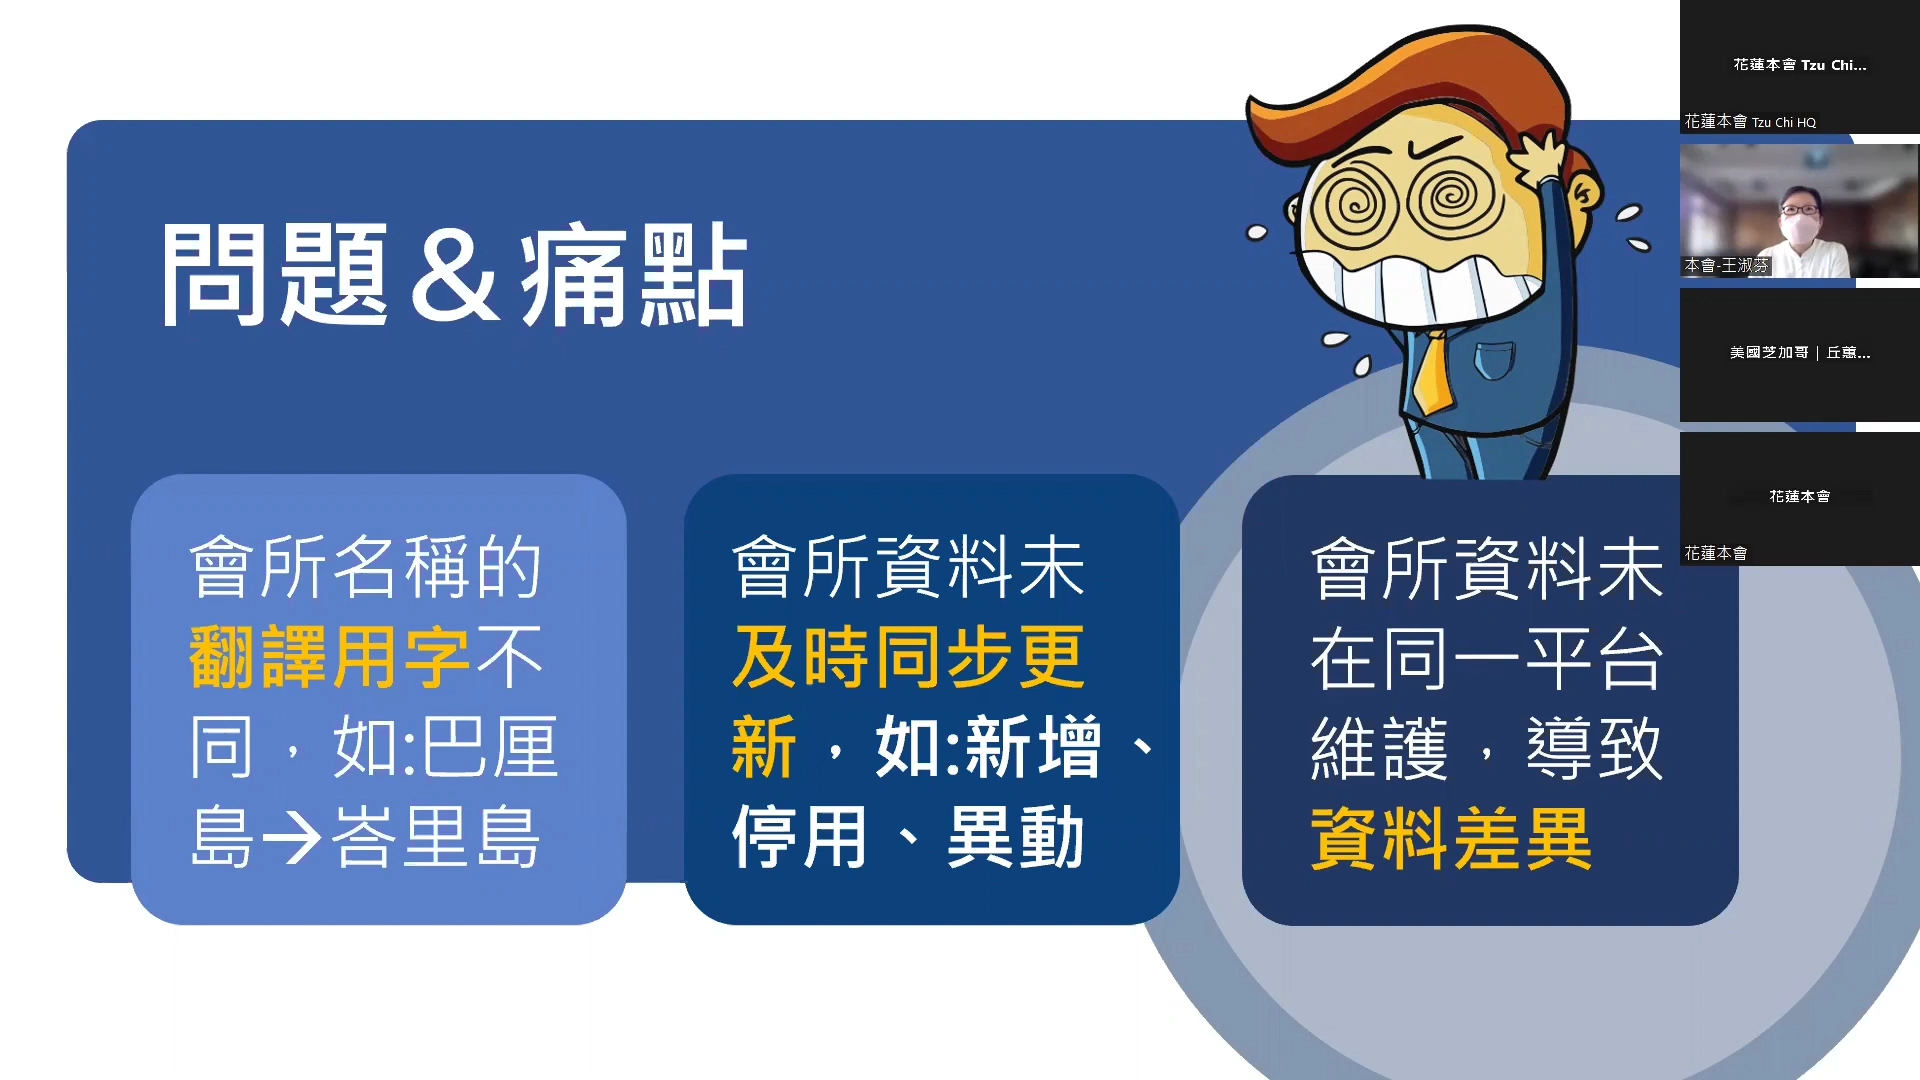 問題&痛點
會所名稱的
翻譯用字不
同，如:巴厘
島→峇里島
會所資料未
及時同步更
新，如:新增、
停用、異動
會所資料未
在同一平台
維護，導致
資料差異
花蓮本會 Tzu Chi...
花蓮本會 Tzu Chi HQ
本會-王淑芬
美國芝加哥｜丘蕙...
花蓮本會
花蓮本會